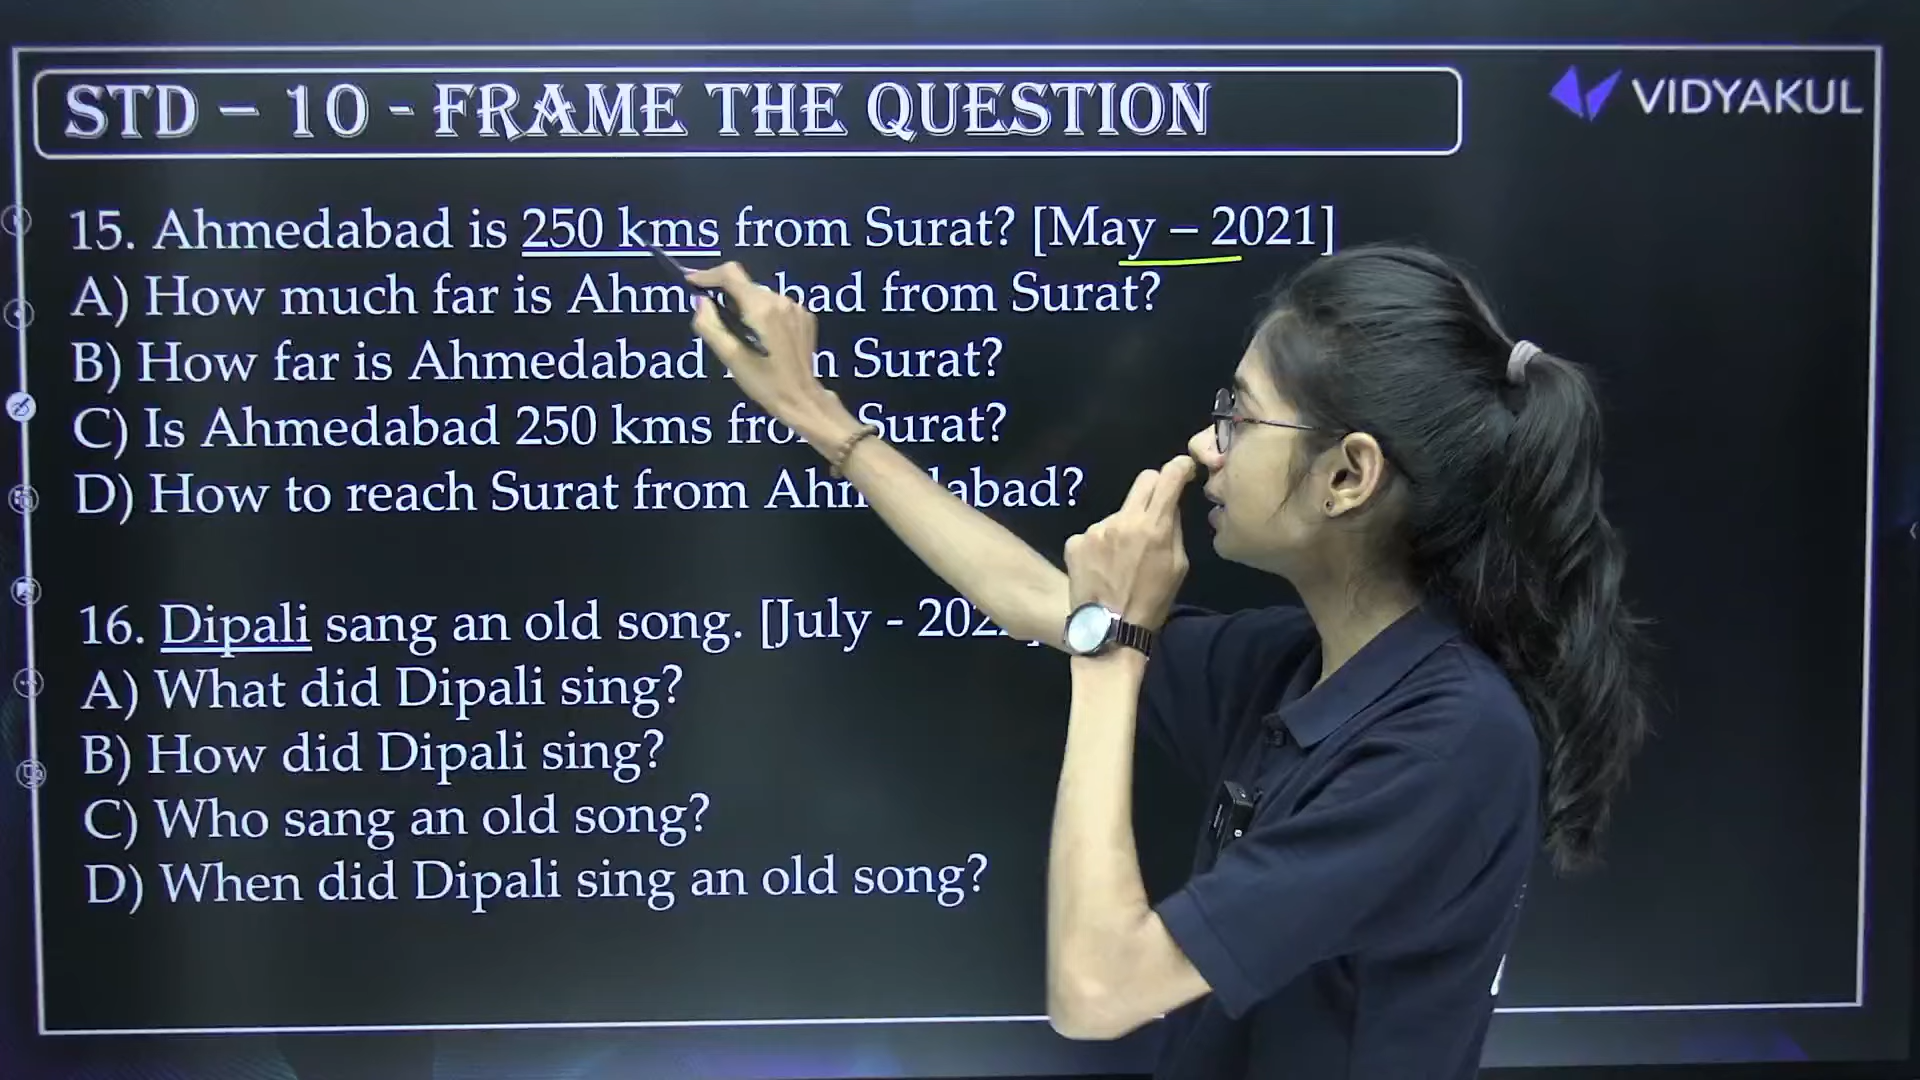 STD – 10 - FRAME THE QUESTION
VIDYAKUL
15. Ahmedabad is 250 kms from Surat? [May – 2021]
A) How much far is Ahmedabad from Surat?
B) How far is Ahmedabad Surat?
C) Is Ahmedabad 250 kms from Surat?
D) How to reach Surat from Ahmedabad?
16. Dipali sang an old song. [July -
A) What did Dipali sing?
B) How did Dipali sing?
C) Who sang an old song?
D) When did Dipali sing an old song?